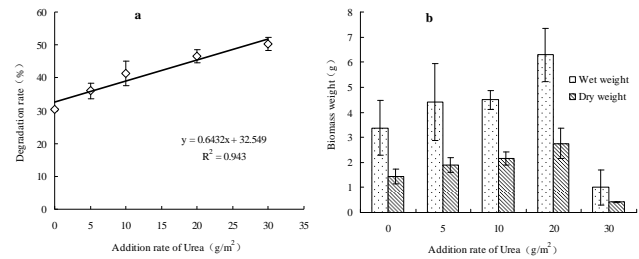 a
60
50
40
30
20
10
0
Degradation rate (%)
y = 0.6432x + 32.549
R² = 0.943
0 5 10 15 20 25 30 35
Addition rate of Urea (g/m²)
b
8
7
6
5
4
3
2
1
0
Biomass weight (g)
Wet weight
Dry weight
0 5 10 20 30
Addition rate of Urea (g/m²)